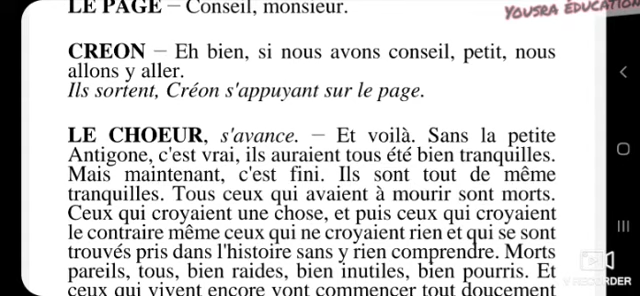 LE PAGE – Conseil, monsieur.
YOUSRA ÉDUCATION
CREON – Eh bien, si nous avons conseil, petit, nous
allons y aller.
Ils sortent, Créon s'appuyant sur le page.
LE CHOEUR, s'avance. – Et voilà. Sans la petite
Antigone, c'est vrai, ils auraient tous été bien tranquilles.
Mais maintenant, c'est fini. Ils sont tout de même
tranquilles. Tous ceux qui avaient à mourir sont morts.
Ceux qui croyaient une chose, et puis ceux qui croyaient
le contraire même ceux qui ne croyaient rien et qui se sont
trouvés pris dans l'histoire sans y rien comprendre. Morts
pareils, tous, bien raides, bien inutiles, bien pourris. Et
ceux qui vivent encore vont commencer tout doucement
V RECORDER